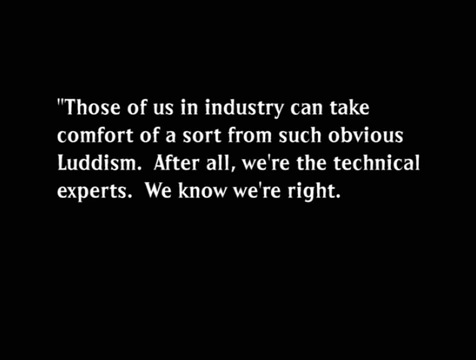 "Those of us in industry can take
comfort of a sort from such obvious
Luddism.  After all, we're the technical
experts.  We know we're right.